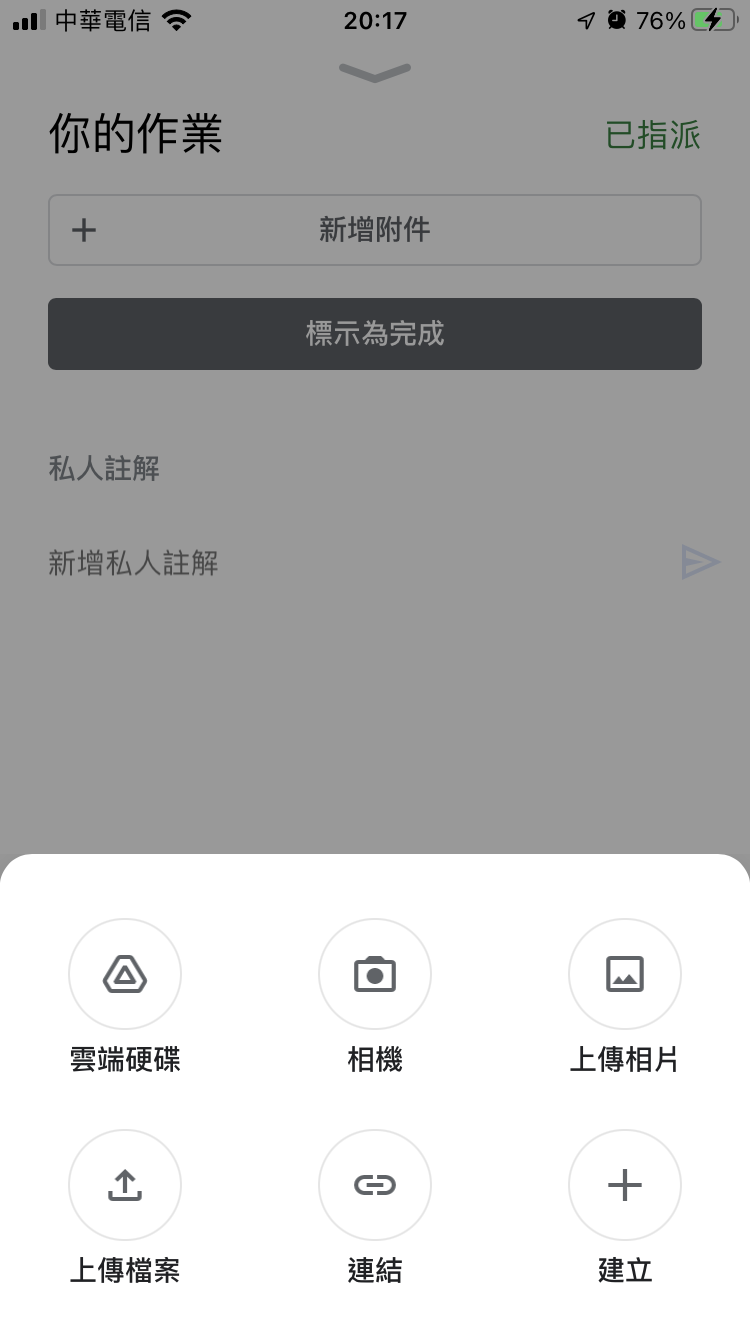 中華電信 20:17 76%
你的作業 已指派
新增附件
標示為完成
私人註解
新增私人註解
雲端硬碟 相機 上傳相片
上傳檔案 連結 建立